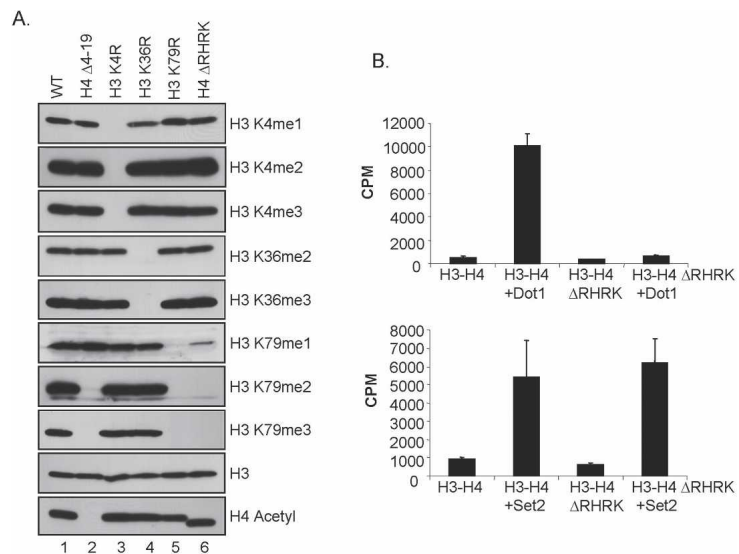 A.
WT
H4 Δ4-19
H3 K4R
H3 K36R
H3 K79R
H4 ΔRHRK
H3 K4me1
H3 K4me2
H3 K4me3
H3 K36me2
H3 K36me3
H3 K79me1
H3 K79me2
H3 K79me3
H3
H4 Acetyl
1 2 3 4 5 6
B.
CPM
12000
10000
8000
6000
4000
2000
0
H3-H4 H3-H4 H3-H4 H3-H4 ΔRHRK
+Dot1 ΔRHRK +Dot1
CPM
8000
7000
6000
5000
4000
3000
2000
1000
0
H3-H4 H3-H4 H3-H4 H3-H4 ΔRHRK
+Set2 ΔRHRK +Set2